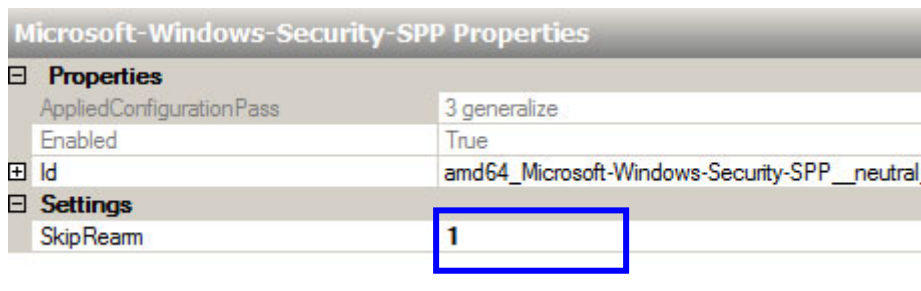 Microsoft-Windows-Security-SPP Properties
Properties
AppliedConfigurationPass 3 generalize
Enabled True
Id amd64_Microsoft-Windows-Security-SPP__neutral_
Settings
SkipRearm 1